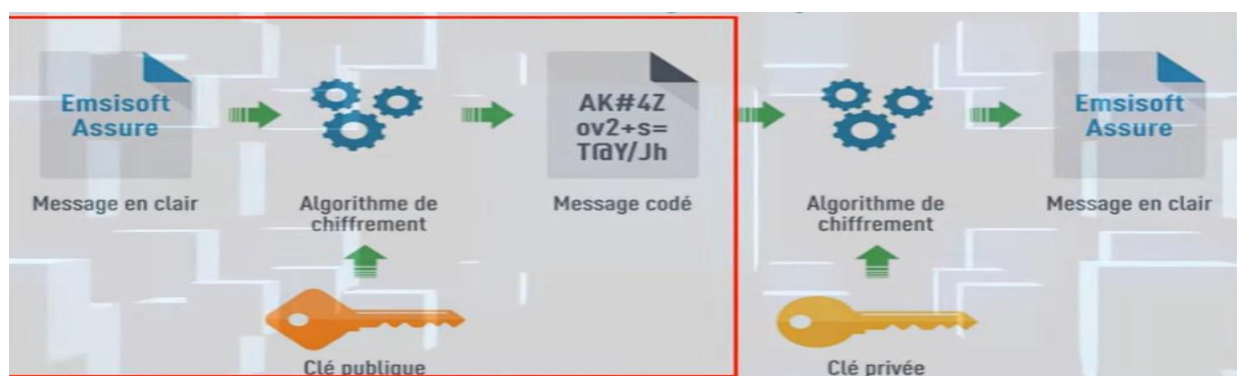 Emsisoft
Assure
AK#4Z
ov2+s=
T@Y/Jh
Emsisoft
Assure
Message en clair
Algorithme de
chiffrement
Message codé
Algorithme de
chiffrement
Message en clair
Clé publique
Clé privée